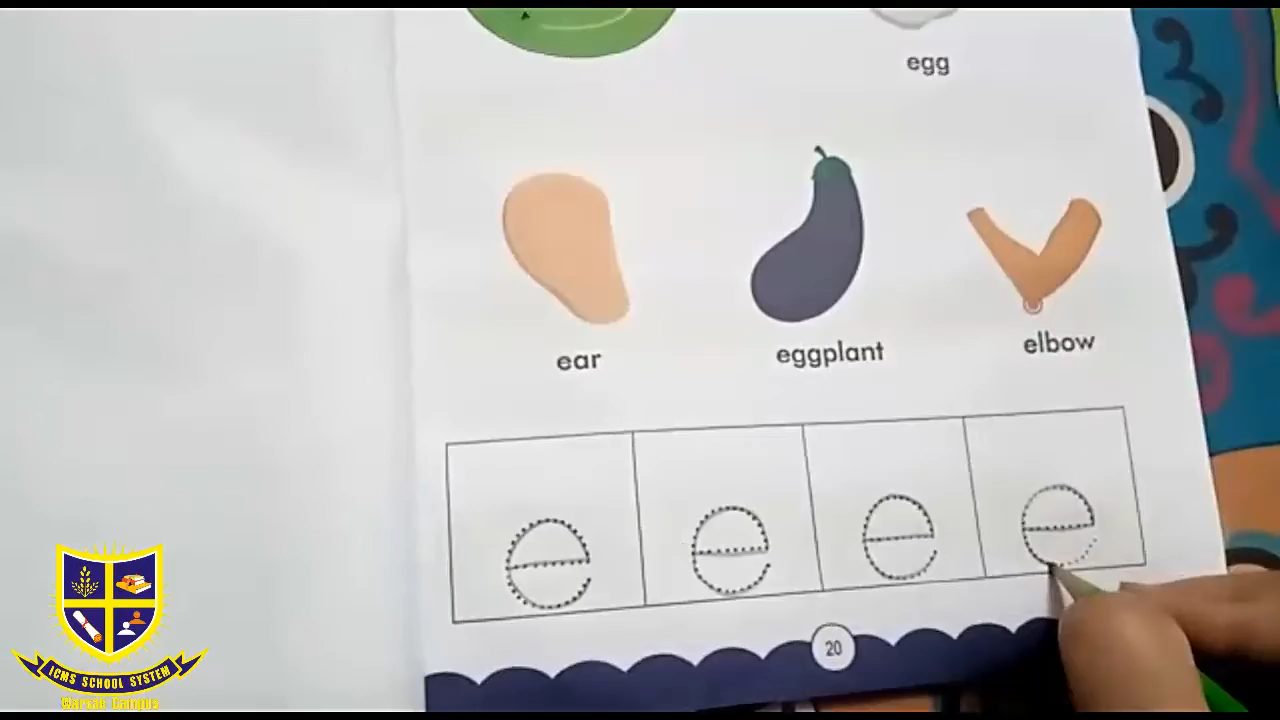 egg
ear eggplant elbow
e e e e
20
ICMS SCHOOL SYSTEM